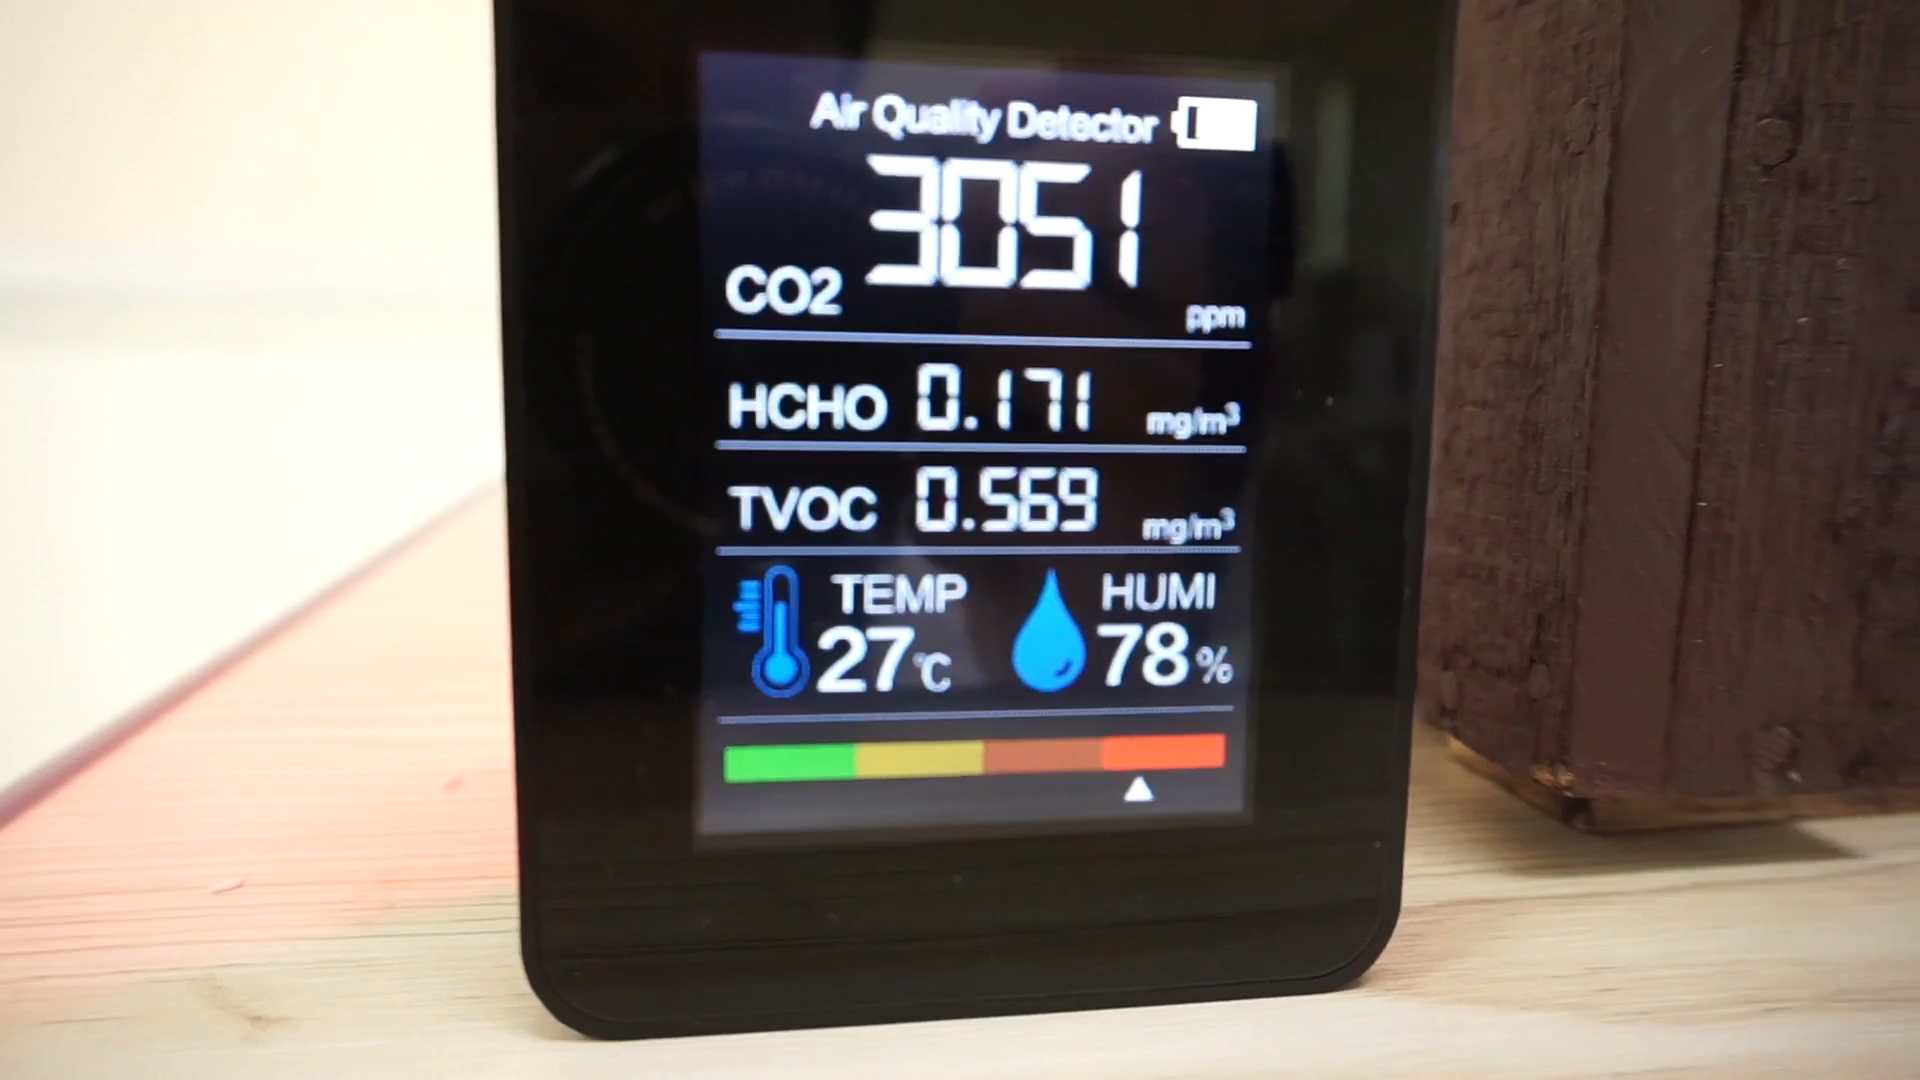 Air Quality Detector
3051
CO2 ppm
HCHO 0.171 mg/m³
TVOC 0.569 mg/m³
TEMP HUMI
27℃ 78%